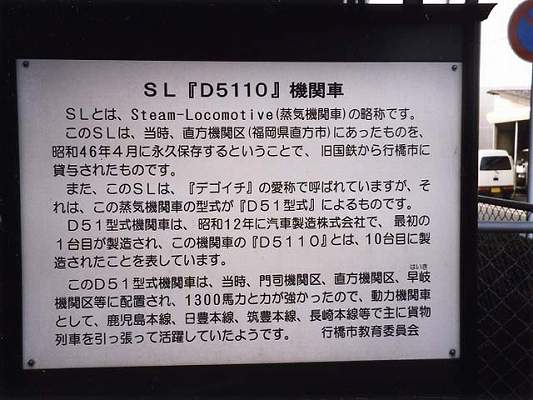 SL『D5110』機関車
SLとは、Steam-Locomotive(蒸気機関車)の略称です。
このSLは、当時、直方機関区(福岡県直方市)にあったものを、
昭和46年4月に永久保存するということで、旧国鉄から行橋市に
貸与されたものです。
また、このSLは、『デゴイチ』の愛称で呼ばれていますが、そ
れは、この蒸気機関車の型式が『D51型式』によるものです。
D51型式機関車は、昭和12年に汽車製造株式会社で、最初の
1台目が製造され、この機関車の『D5110』とは、10台目に製
造されたことを表しています。
このD51型式機関車は、当時、門司機関区、直方機関区、早岐
はいき
機関区等に配置され、1300馬力と力が強かったので、動力機関車
として、鹿児島本線、日豊本線、筑豊本線、長崎本線等で主に貨物
列車を引っ張って活躍していたようです。 行橋市教育委員会